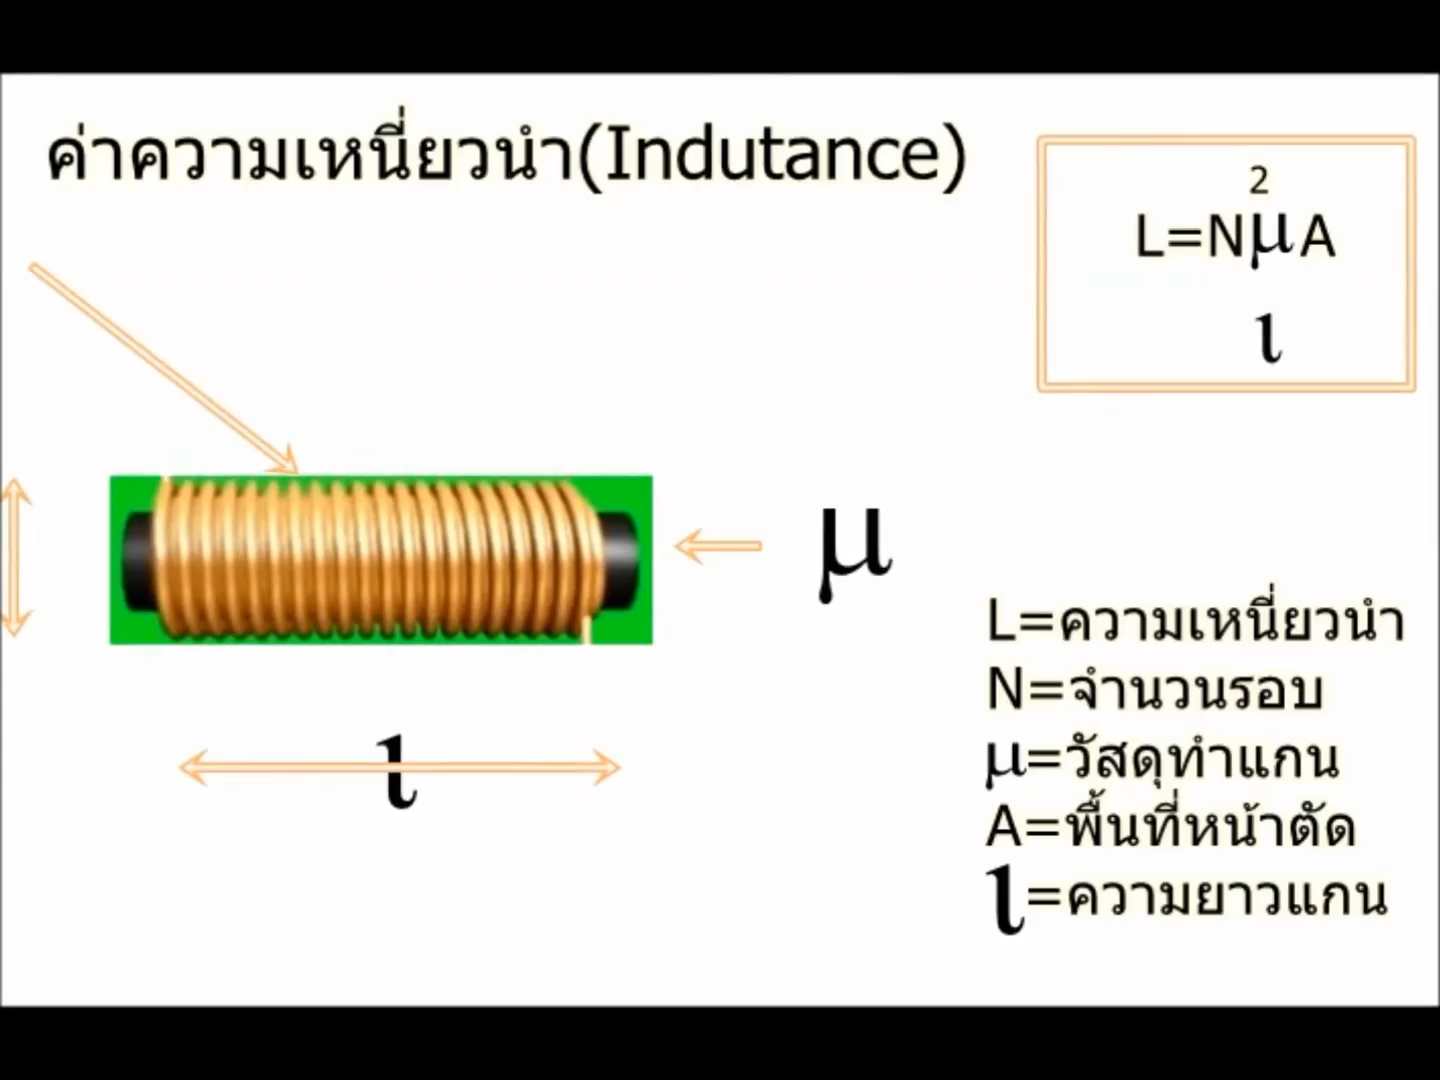 ค่าความเหนี่ยวนำ(Indutance)
2
L=NμA
ι
μ
ι
L=ความเหนี่ยวนำ
N=จำนวนรอบ
μ=วัสดุทำแกน
A=พื้นที่หน้าตัด
ι=ความยาวแกน